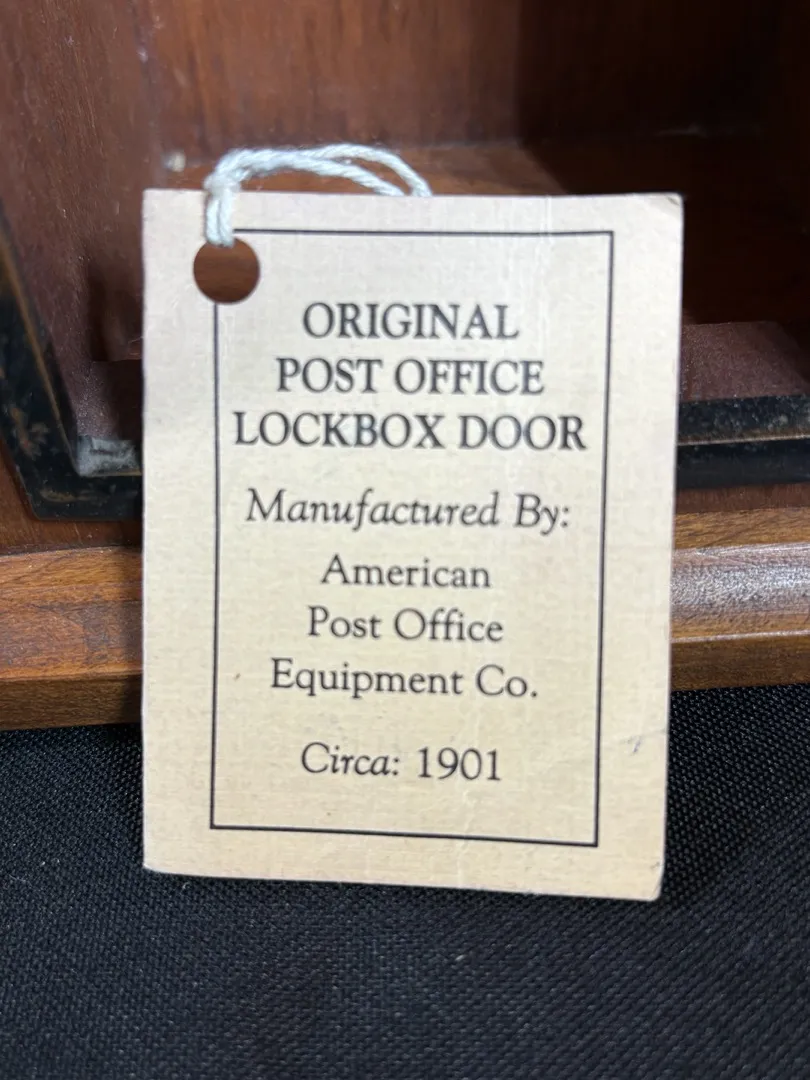 ORIGINAL
POST OFFICE
LOCKBOX DOOR
Manufactured By:
American
Post Office
Equipment Co.
Circa: 1901